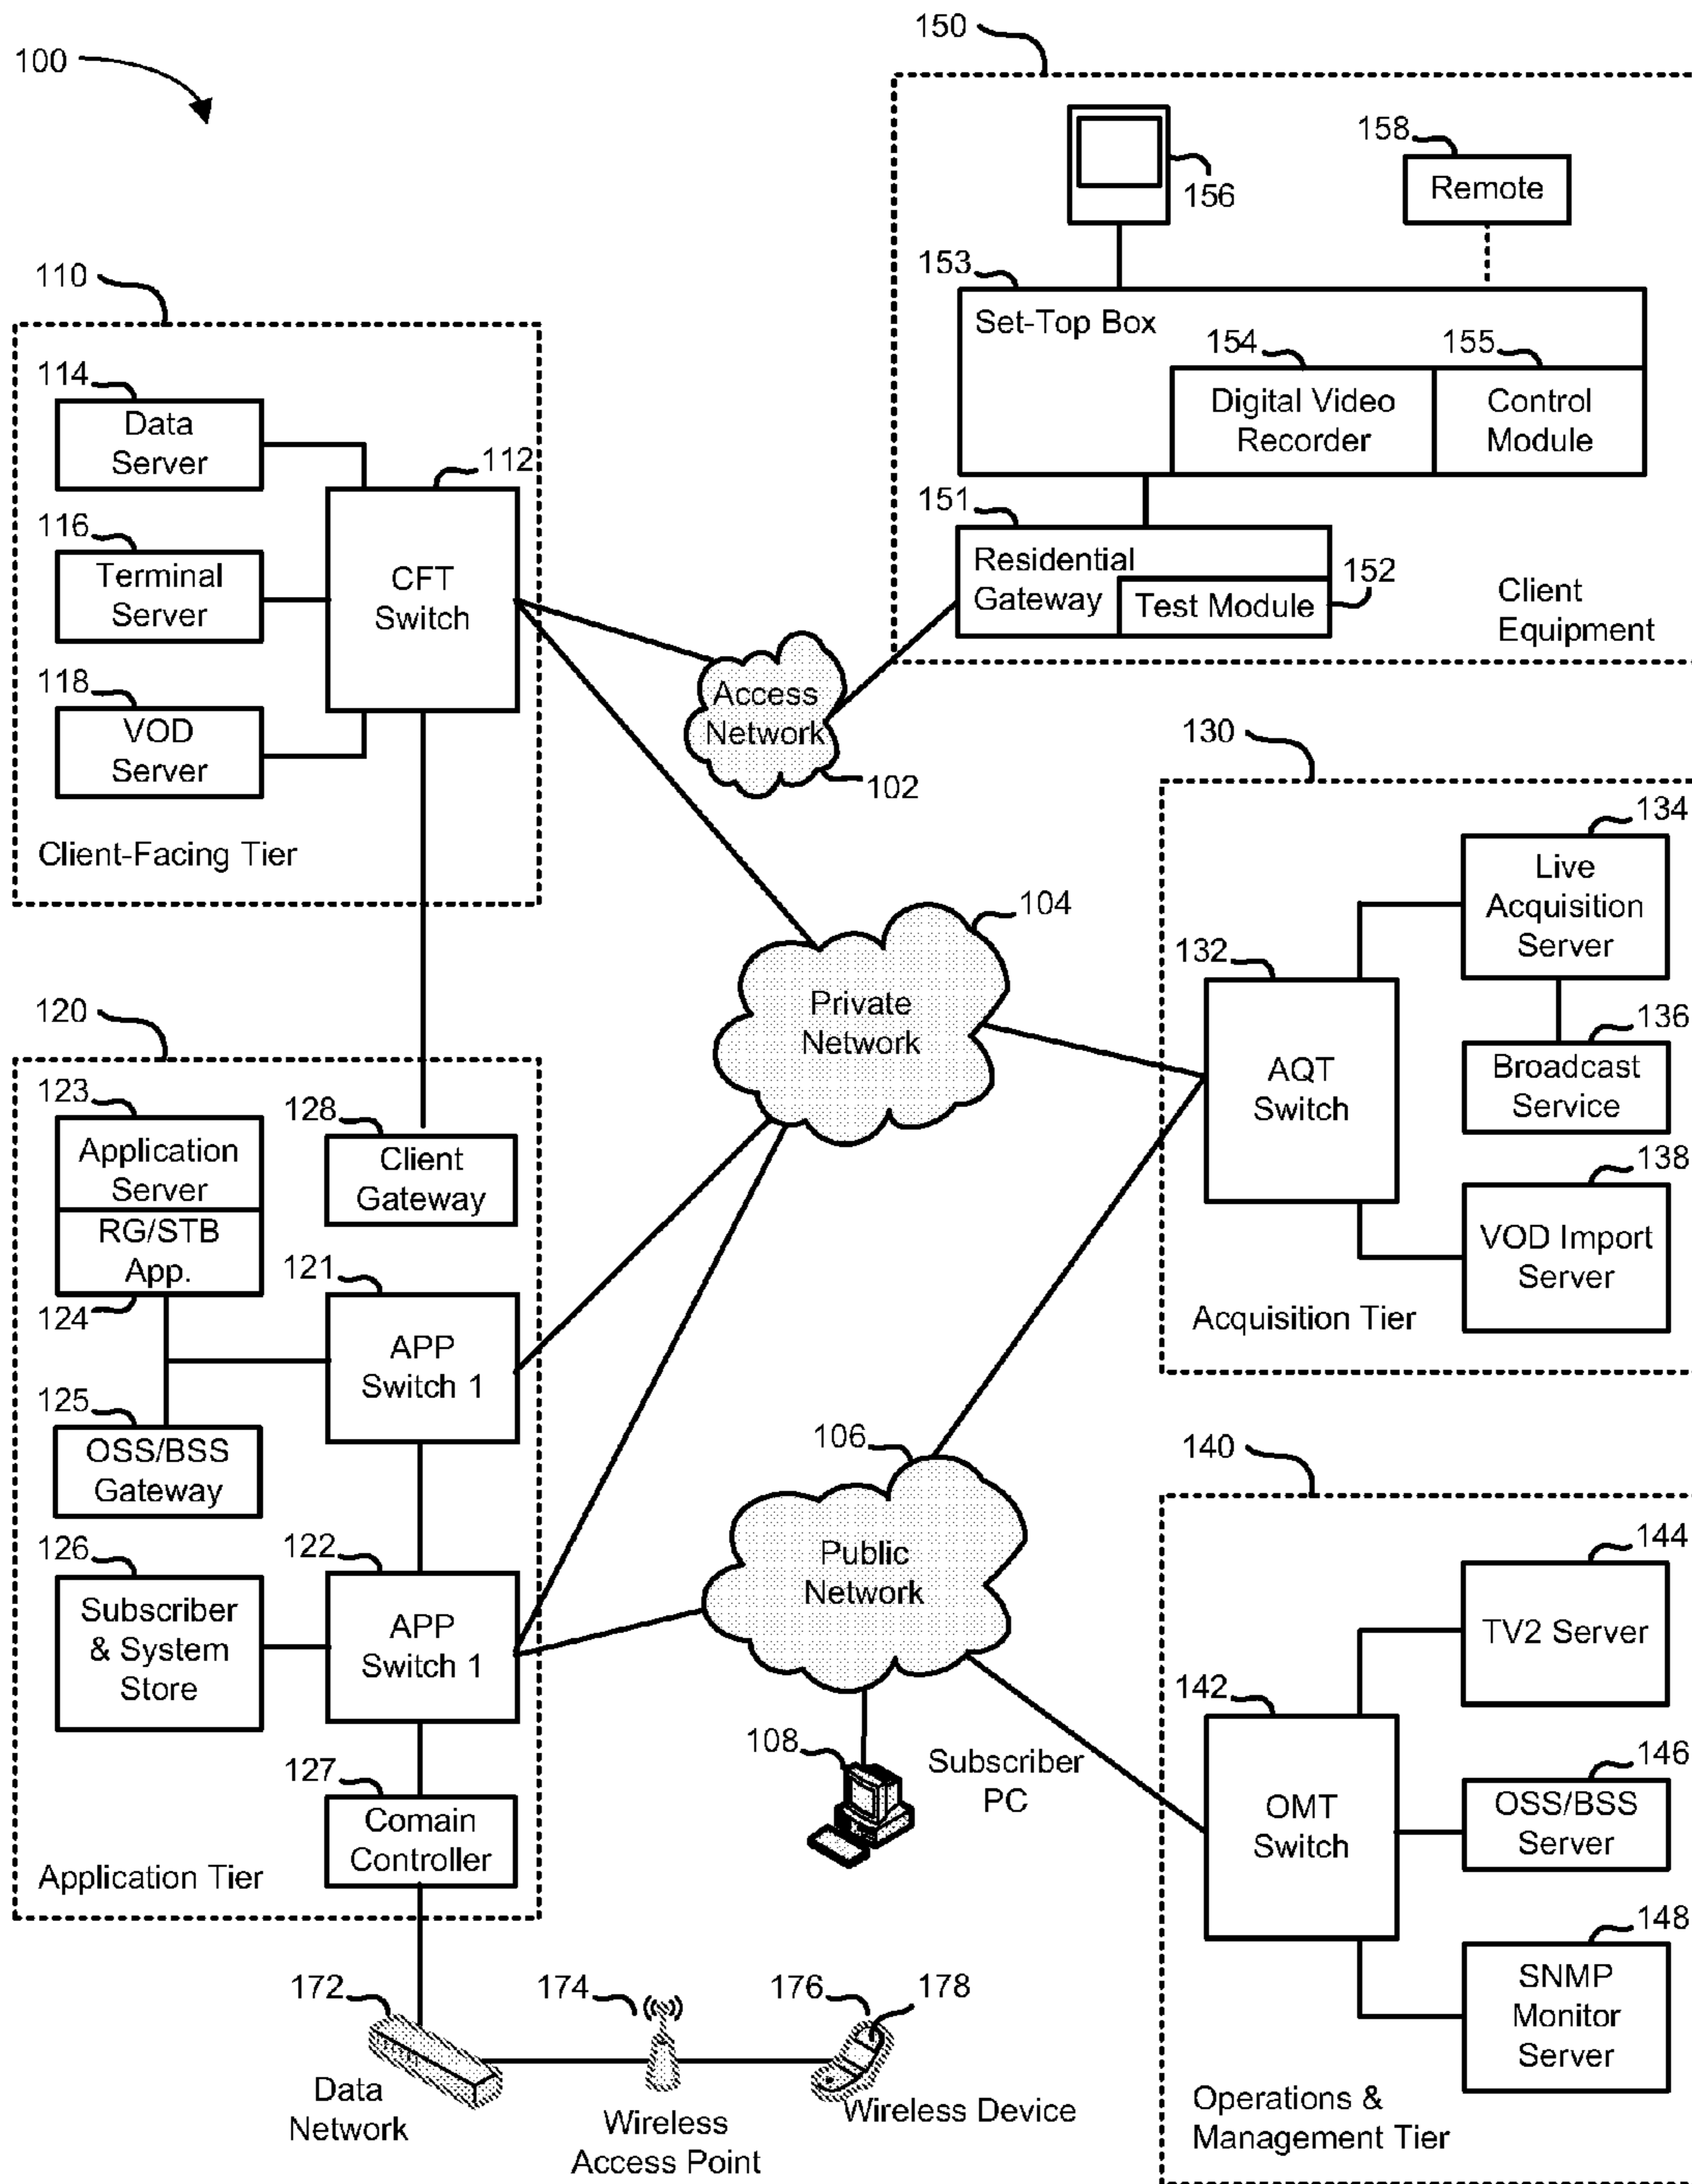 100
150
158
Remote
156
153
Set-Top Box
154
155
Digital Video
Recorder
Control
Module
151
Residential
Gateway
152
Test Module
Client
Equipment
110
114
Data
Server
112
116
Terminal
Server
CFT
Switch
118
VOD
Server
Client-Facing Tier
Access
Network
102
104
Private
Network
130
134
Live
Acquisition
Server
132
AQT
Switch
136
Broadcast
Service
138
VOD Import
Server
Acquisition Tier
120
123
Application
Server
RG/STB
App.
124
128
Client
Gateway
121
APP
Switch 1
125
OSS/BSS
Gateway
126
Subscriber
& System
Store
122
APP
Switch 1
127
Comain
Controller
Application Tier
106
Public
Network
108
Subscriber
PC
140
144
TV2 Server
142
OMT
Switch
146
OSS/BSS
Server
148
SNMP
Monitor
Server
Operations &
Management Tier
172
Data
Network
174
Wireless
Access Point
176
178
Wireless Device